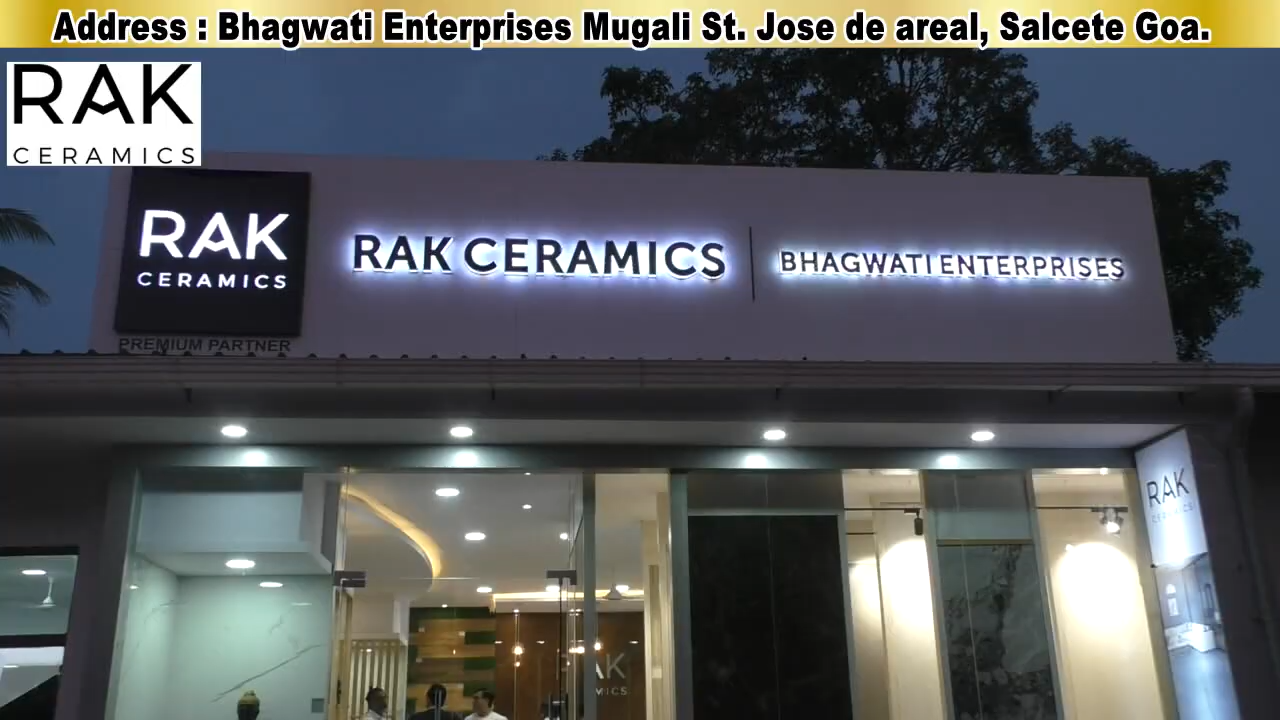 Address : Bhagwati Enterprises Mugali St. Jose de areal, Salcete Goa.
RAK
CERAMICS
RAK
CERAMICS
PREMIUM PARTNER
RAK CERAMICS
BHAGWATI ENTERPRISES
RAK
CERAMICS
RAK
CERAMICS